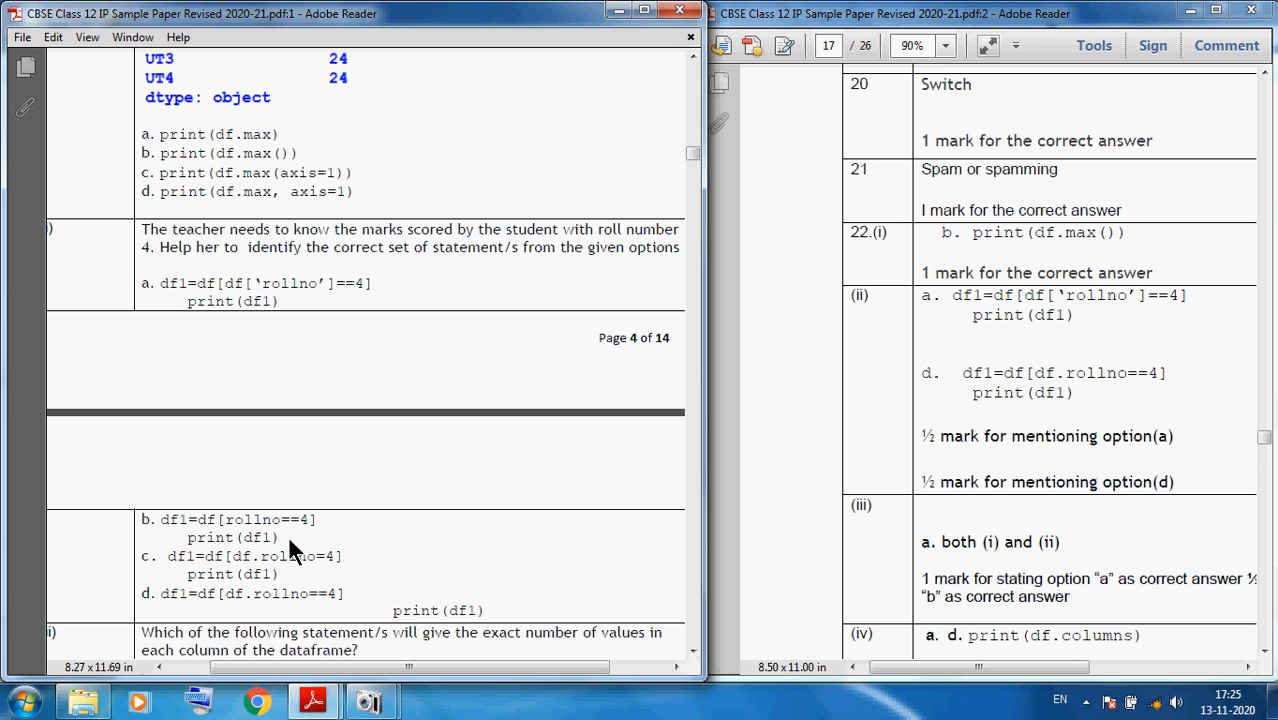 CBSE Class 12 IP Sample Paper Revised 2020-21.pdf:1 - Adobe Reader
File Edit View Window Help
UT3 24
UT4 24
dtype: object
a. print(df.max)
b. print(df.max())
c. print(df.max(axis=1))
d. print(df.max, axis=1)
i) The teacher needs to know the marks scored by the student with roll number
4. Help her to identify the correct set of statement/s from the given options
a. df1=df[df[‘rollno’]==4]
print(df1)
Page 4 of 14
b. df1=df[rollno==4]
print(df1)
c. df1=df[df.rollno=4]
print(df1)
d. df1=df[df.rollno==4]
print(df1)
ii) Which of the following statement/s will give the exact number of values in
each column of the dataframe?
8.27 x 11.69 in
CBSE Class 12 IP Sample Paper Revised 2020-21.pdf:2 - Adobe Reader
17 / 26 90% Tools Sign Comment
20 Switch
1 mark for the correct answer
21 Spam or spamming
I mark for the correct answer
22.(i) b. print(df.max())
1 mark for the correct answer
(ii) a. df1=df[df[‘rollno’]==4]
print(df1)
d. df1=df[df.rollno==4]
print(df1)
½ mark for mentioning option(a)
½ mark for mentioning option(d)
(iii)
a. both (i) and (ii)
1 mark for stating option “a” as correct answer ½
“b” as correct answer
(iv) a. d. print(df.columns)
8.50 x 11.00 in
EN
17:25
13-11-2020